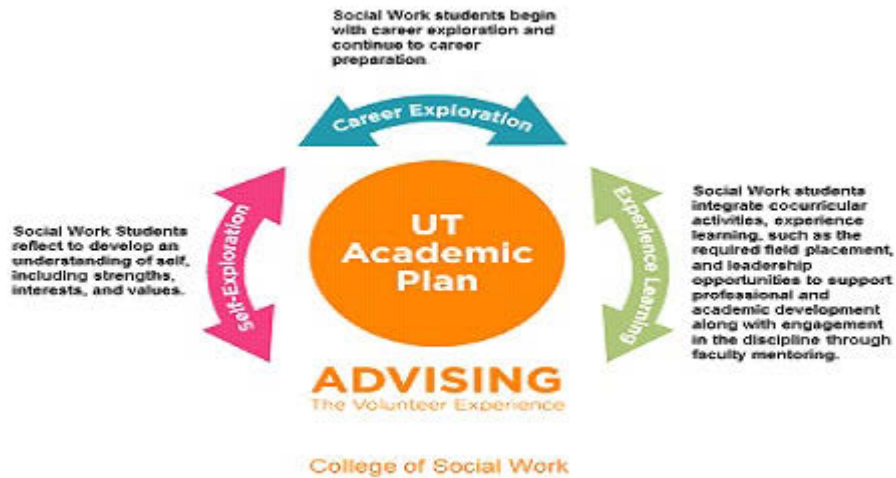 Social Work students begin
with career exploration and
continue to career
preparation.
Career Exploration
Social Work Students
reflect to develop an
understanding of self,
including strengths,
interests, and values.
Self-Exploration
UT
Academic
Plan
Experience Learning
Social Work students
integrate cocurricular
activities, experience
learning, such as the
required field placement,
and leadership
opportunities to support
professional and
academic development
along with engagement
in the discipline through
faculty mentoring.
ADVISING
The Volunteer Experience
College of Social Work